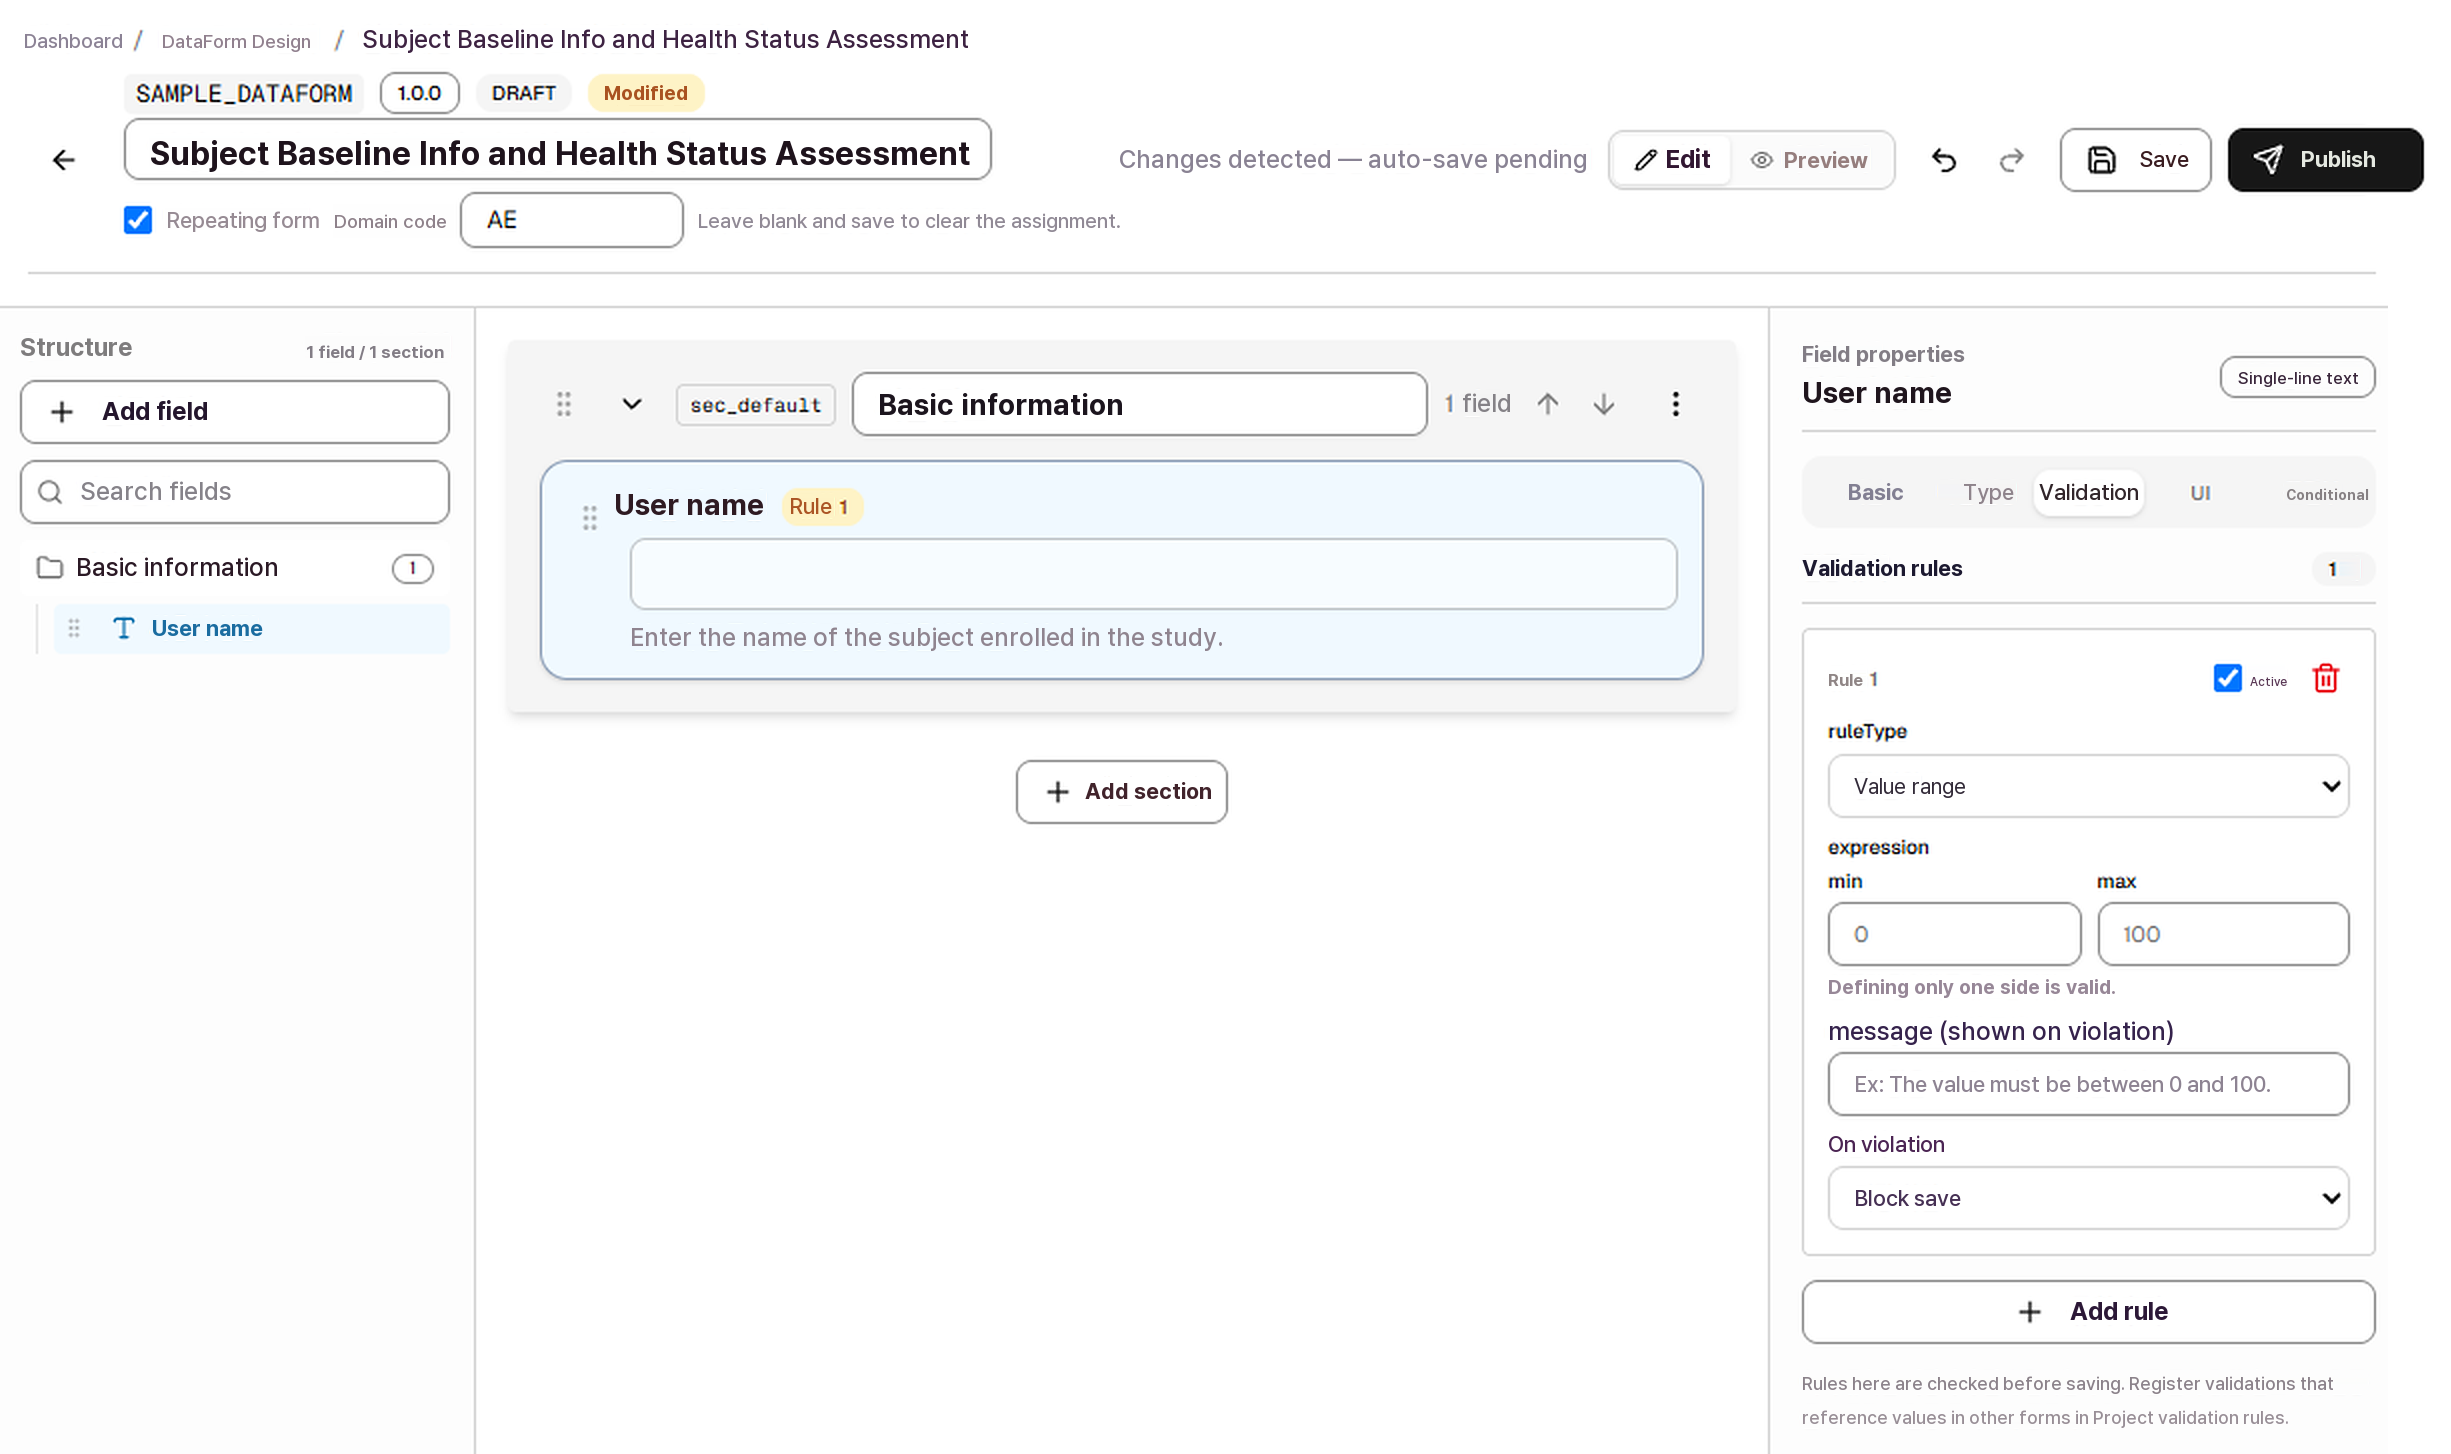 Dashboard / DataForm Design / Subject Baseline Info and Health Status Assessment
SAMPLE_DATAFORM 1.0.0 DRAFT Modified
Subject Baseline Info and Health Status Assessment
Changes detected — auto-save pending
Edit Preview
Save
Publish
Repeating form Domain code AE Leave blank and save to clear the assignment.
Structure 1 field / 1 section
Add field
Search fields
Basic information 1
User name
sec_default Basic information 1 field
User name Rule 1
Enter the name of the subject enrolled in the study.
Add section
Field properties
User name
Single-line text
Basic Type Validation UI Conditional
Validation rules 1
Rule 1 Active
ruleType
Value range
expression
min max
0 100
Defining only one side is valid.
message (shown on violation)
Ex: The value must be between 0 and 100.
On violation
Block save
Add rule
Rules here are checked before saving. Register validations that
reference values in other forms in Project validation rules.